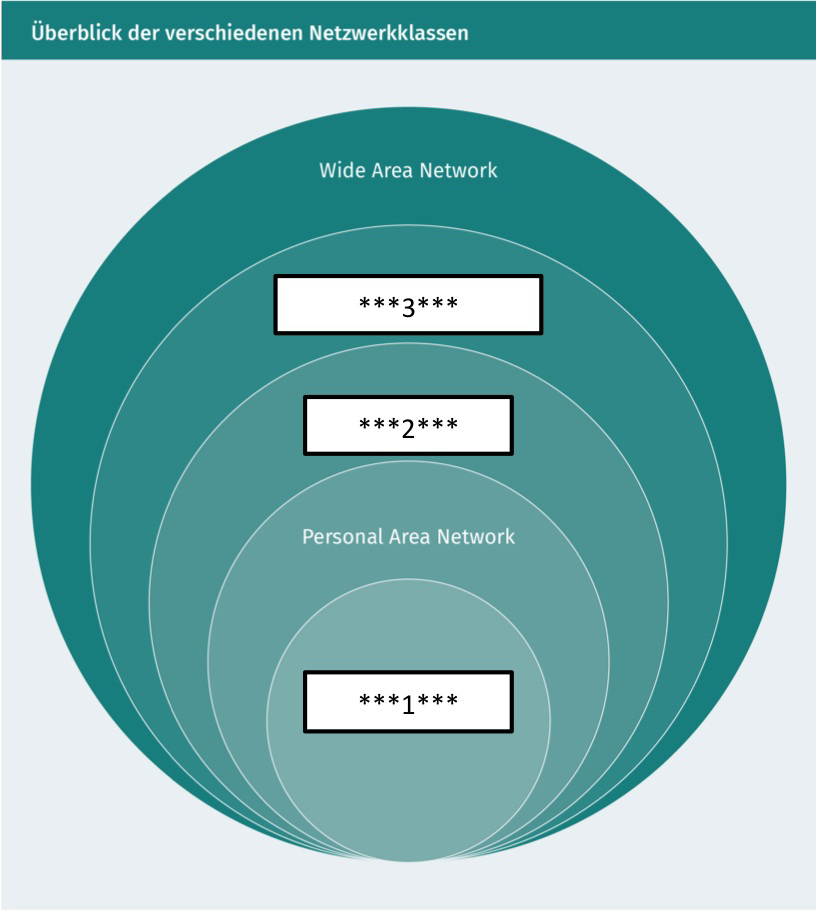 Überblick der verschiedenen Netzwerkklassen
Wide Area Network
***3***
***2***
Personal Area Network
***1***